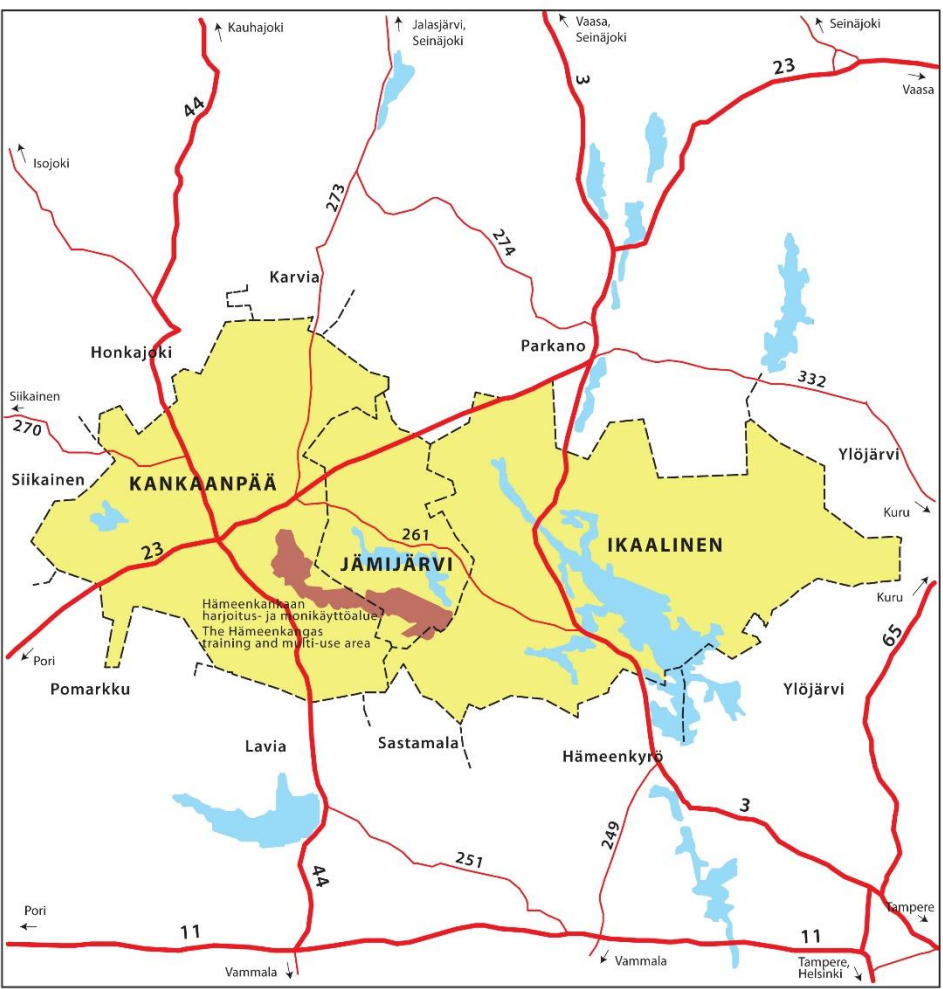 Kauhajoki
Jalasjärvi,
Seinäjoki
Vaasa,
Seinäjoki
Seinäjoki
23
Vaasa
3
44
Isojoki
273
274
Karvia
Honkajoki
Parkano
332
Siikainen
270
Siikainen
KANKAANPÄÄ
Ylöjärvi
Kuru
261
IKAALINEN
JÄMIJÄRVI
23
Hämeenkankaan
harjoitus- ja monikäyttöalue
The Hämeenkangas
training and multi-use area
Kuru
65
Pori
Pomarkku
Ylöjärvi
Lavia
Sastamala
Hämeenkyrö
3
249
251
44
Pori
11
11
Tampere
Vammala
Vammala
Tampere,
Helsinki